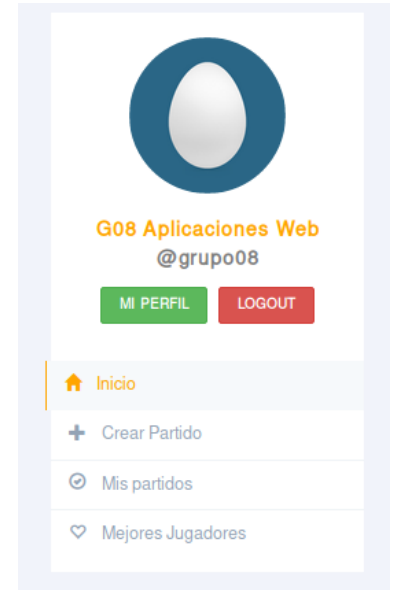 G08 Aplicaciones Web
@grupo08
MI PERFIL LOGOUT
Inicio
Crear Partido
Mis partidos
Mejores Jugadores